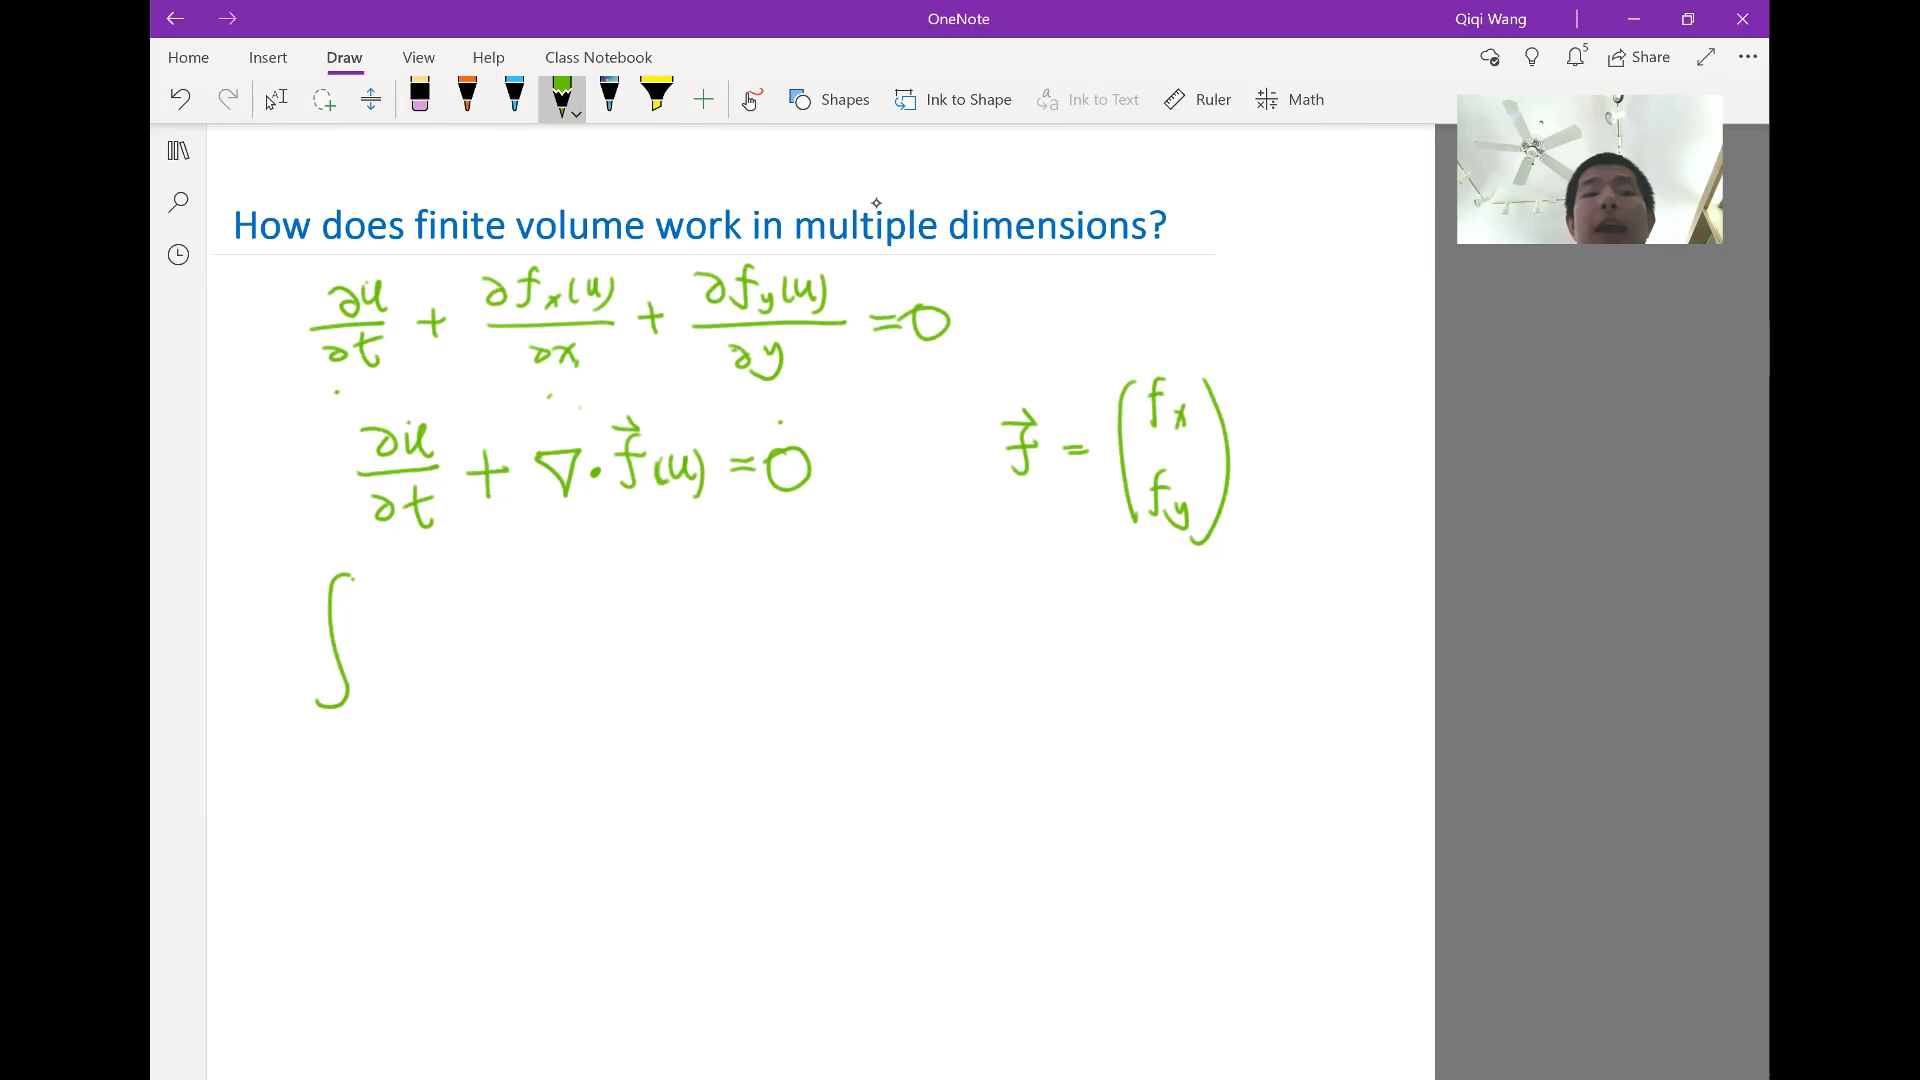 OneNote
Qiqi Wang
Home Insert Draw View Help Class Notebook
5
Share
Shapes Ink to Shape Ink to Text Ruler Math
How does finite volume work in multiple dimensions?
∂u/∂t + ∂f_x(u)/∂x + ∂f_y(u)/∂y = 0
∂u/∂t + ∇·f⃗(u) = 0
f⃗ = (f_x f_y)
∫